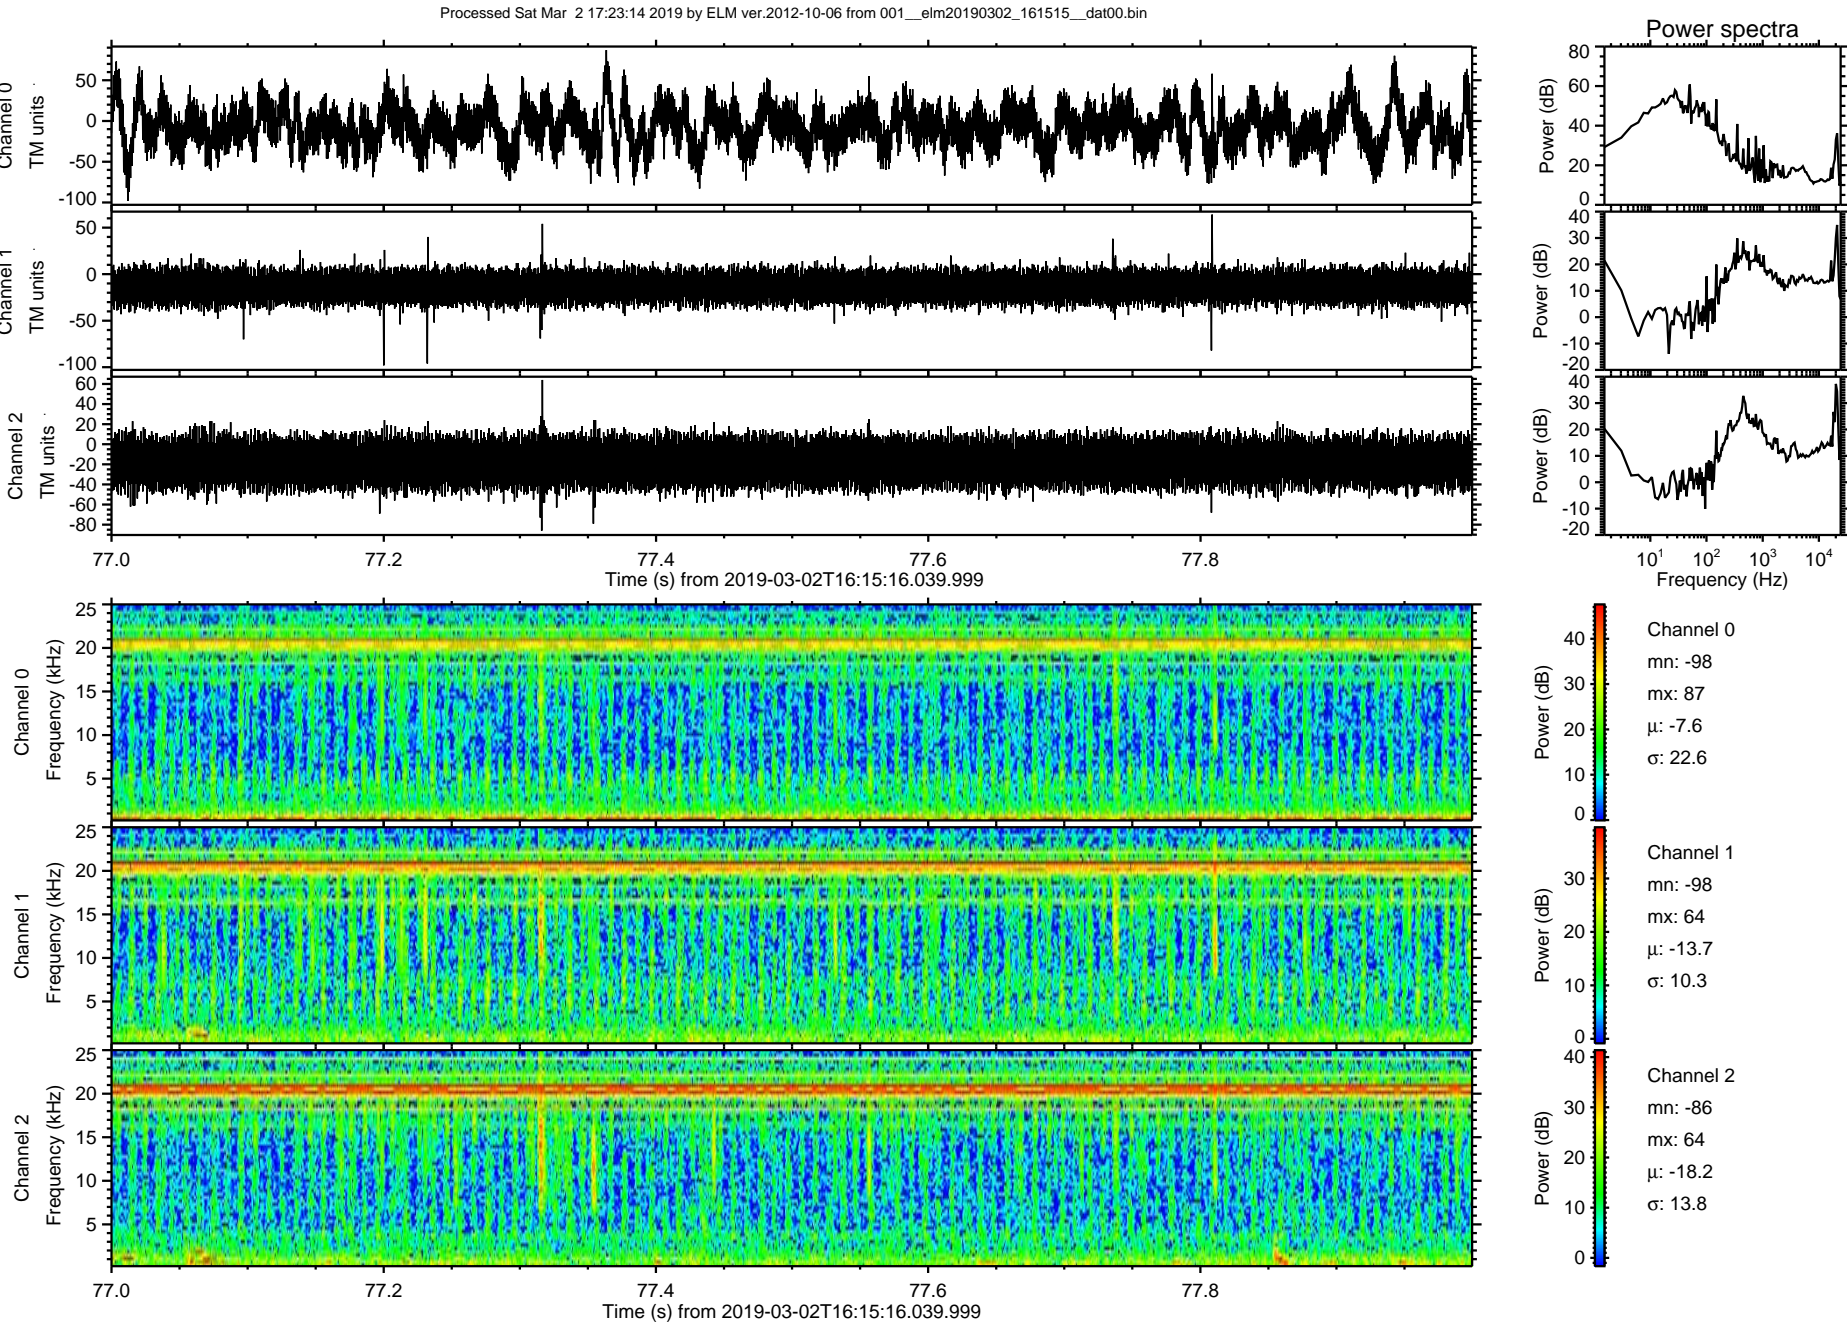 Processed Sat Mar 2 17:23:14 2019 by ELM ver.2012-10-06 from 001__elm20190302_161515__dat00.bin
Power spectra
Channel 0
TM units
50
0
-50
-100
Power (dB)
80
60
40
20
0
Channel 1
TM units
50
0
-50
-100
Power (dB)
40
30
20
10
0
-10
-20
Channel 2
TM units
60
40
20
0
-20
-40
-60
-80
Power (dB)
40
30
20
10
0
-10
-20
77.0 77.2 77.4 77.6 77.8
Time (s) from 2019-03-02T16:15:16.039.999
10¹ 10² 10³ 10⁴
Frequency (Hz)
Channel 0
Frequency (kHz)
25
20
15
10
5
Power (dB)
40
30
20
10
0
Channel 0
mn: -98
mx: 87
μ: -7.6
σ: 22.6
Channel 1
Frequency (kHz)
25
20
15
10
5
Power (dB)
30
20
10
0
Channel 1
mn: -98
mx: 64
μ: -13.7
σ: 10.3
Channel 2
Frequency (kHz)
25
20
15
10
5
Power (dB)
40
30
20
10
0
Channel 2
mn: -86
mx: 64
μ: -18.2
σ: 13.8
77.0 77.2 77.4 77.6 77.8
Time (s) from 2019-03-02T16:15:16.039.999